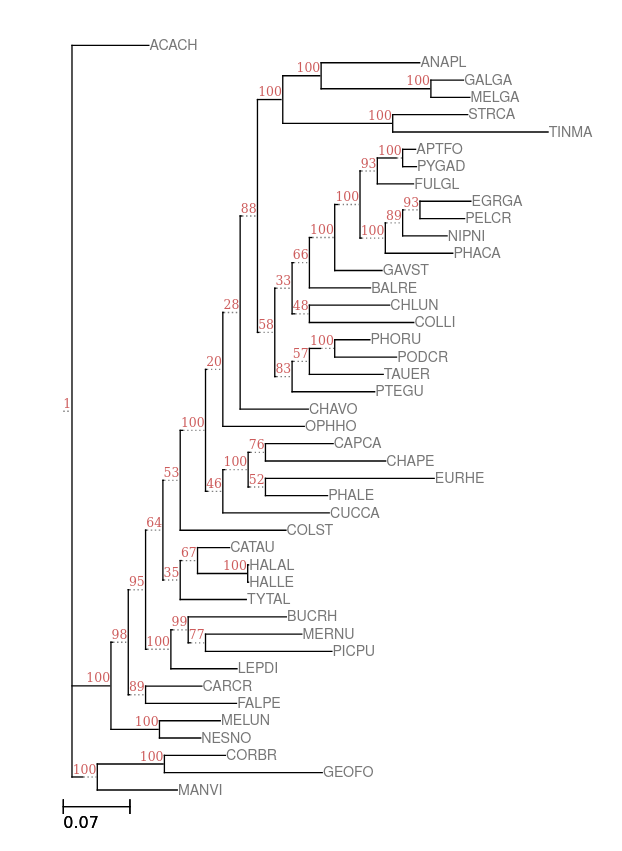 ACACH
ANAPL
100
100 GALGA
100 MELGA
100 STRCA
TINMA
100 APTFO
93 PYGAD
FULGL
100 93 EGRGA
89 PELCR
88 100 100 NIPNI
PHACA
66 GAVST
33 BALRE
28 48 CHLUN
58 COLLI
100 PHORU
57 PODCR
20 83 TAUER
PTEGU
1 CHAVO
100 OPHHO
76 CAPCA
100 CHAPE
53 46 52 EURHE
PHALE
CUCCA
64 COLST
67 CATAU
35 100 HALAL
95 HALLE
TYTAL
99 BUCRH
98 100 77 MERNU
PICPU
LEPDI
100 89 CARCR
FALPE
100 MELUN
NESNO
100 CORBR
100 GEOFO
MANVI
0.07